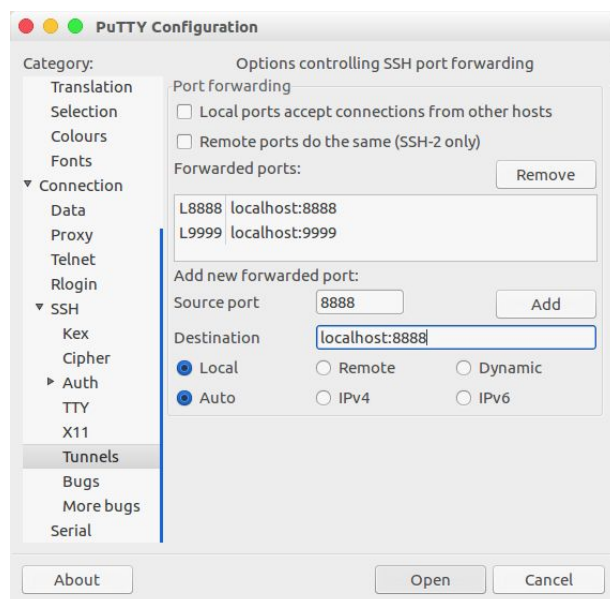 PuTTY Configuration
Category:
Translation
Selection
Colours
Fonts
Connection
Data
Proxy
Telnet
Rlogin
SSH
Kex
Cipher
Auth
TTY
X11
Tunnels
Bugs
More bugs
Serial
Options controlling SSH port forwarding
Port forwarding
Local ports accept connections from other hosts
Remote ports do the same (SSH-2 only)
Forwarded ports:
Remove
L8888 localhost:8888
L9999 localhost:9999
Add new forwarded port:
Source port 8888 Add
Destination localhost:8888
Local Remote Dynamic
Auto IPv4 IPv6
About Open Cancel